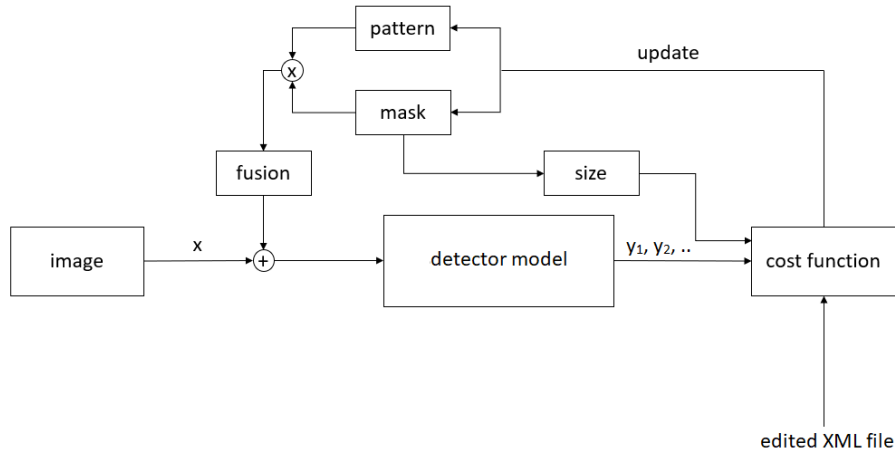 pattern
update
x
mask
fusion
size
x
image
+
detector model
y₁, y₂, ..
cost function
edited XML file